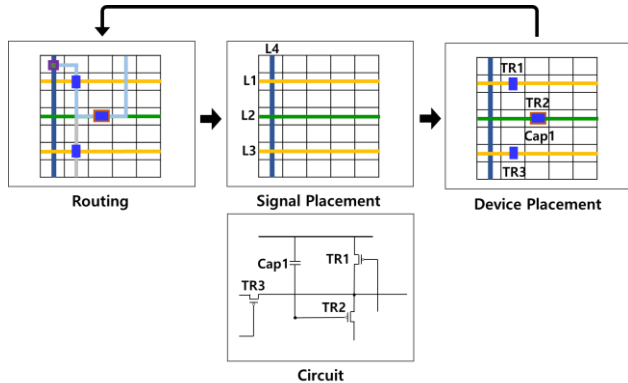 L4
L1
L2
L3
TR1
TR2
Cap1
TR3
Routing
Signal Placement
Device Placement
Cap1
TR1
TR3
TR2
Circuit